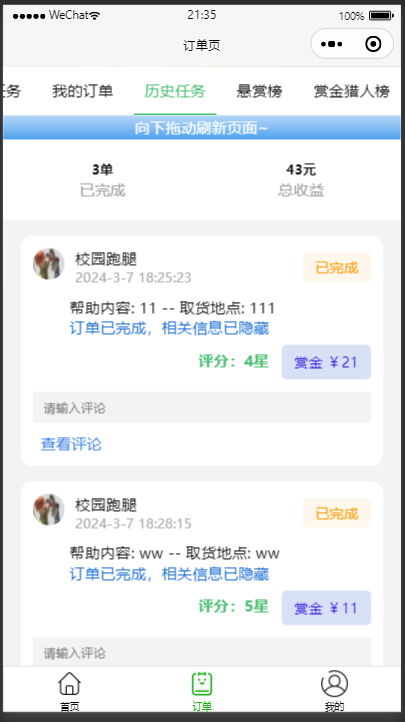 WeChat
21:35
100%
订单页
任务 我的订单 历史任务 悬赏榜 赏金猎人榜
向下拖动刷新页面~
3单 43元
已完成 总收益
校园跑腿
2024-3-7 18:25:23
已完成
帮助内容: 11 -- 取货地点: 111
订单已完成，相关信息已隐藏
评分：4星 赏金 ￥21
请输入评论
查看评论
校园跑腿
2024-3-7 18:28:15
已完成
帮助内容: ww -- 取货地点: ww
订单已完成，相关信息已隐藏
评分：5星 赏金 ￥11
请输入评论
首页 订单 我的